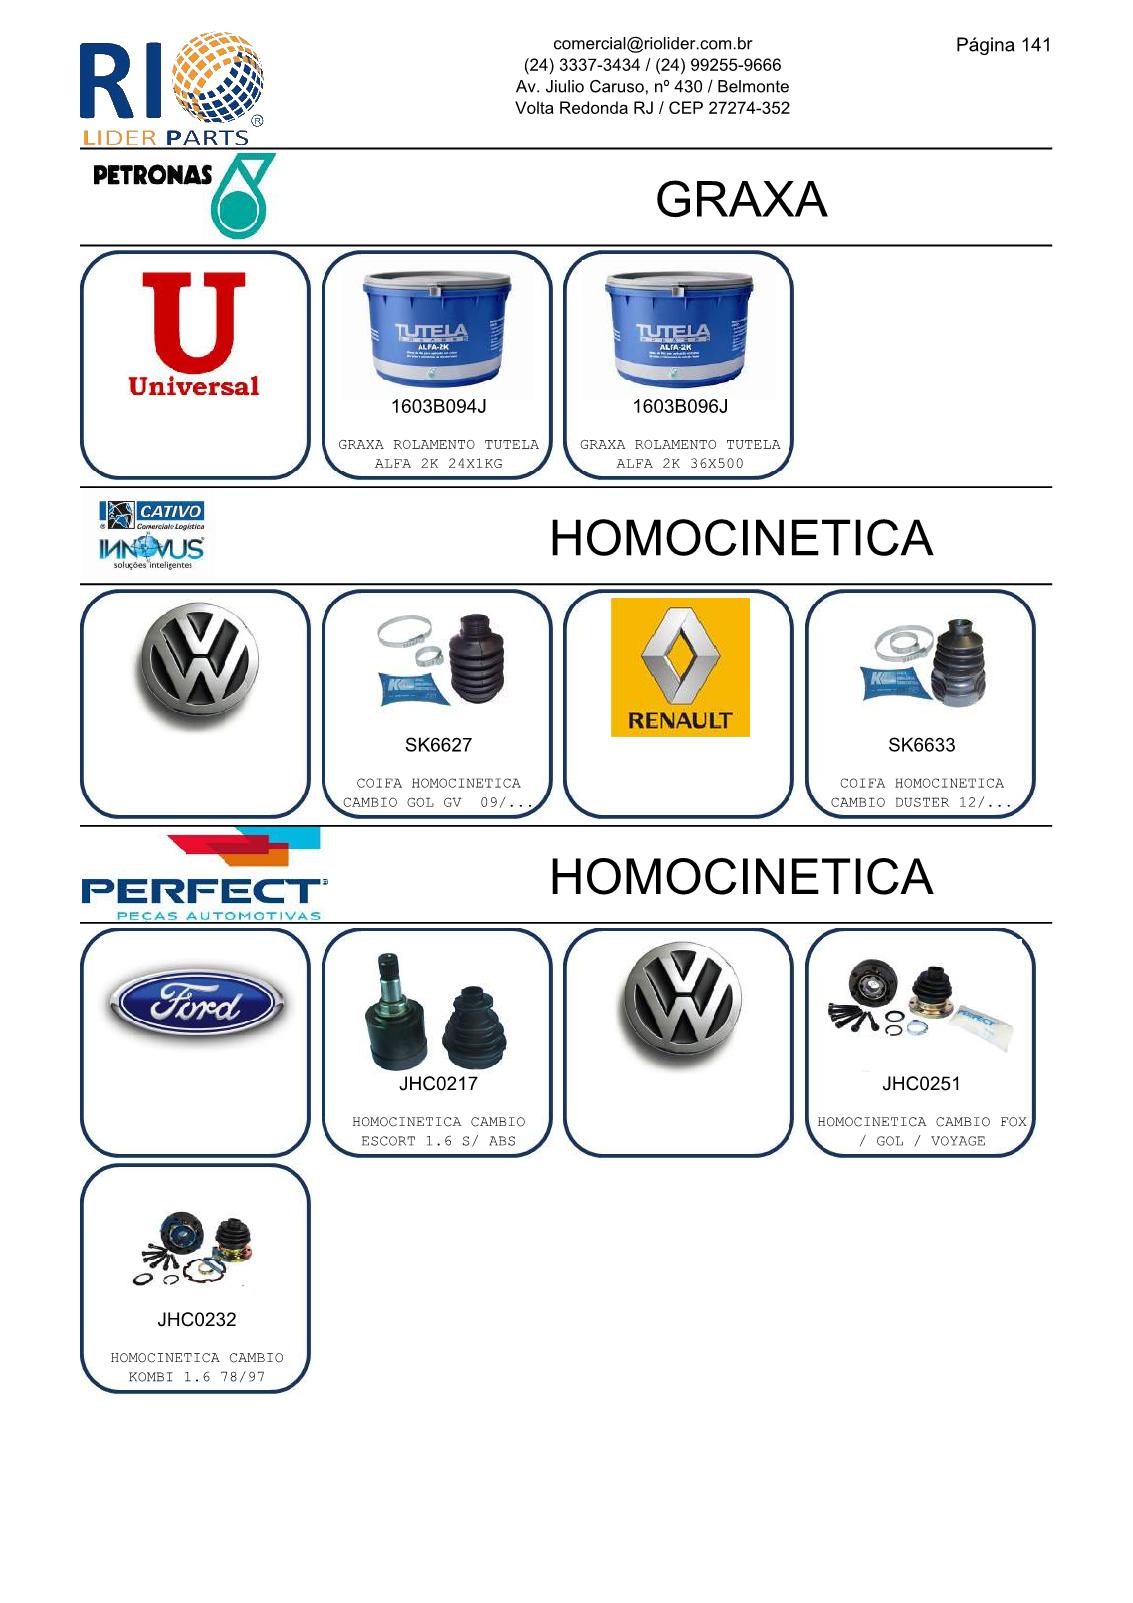 RIO®
LIDER PARTS
comercial@riolider.com.br
(24) 3337-3434 / (24) 99255-9666
Av. Jiulio Caruso, nº 430 / Belmonte
Volta Redonda RJ / CEP 27274-352
Página 141
PETRONAS
GRAXA
U
Universal
TUTELA
ALFA-2K
1603B094J
GRAXA ROLAMENTO TUTELA
ALFA 2K 24X1KG
TUTELA
ALFA-2K
1603B096J
GRAXA ROLAMENTO TUTELA
ALFA 2K 36X500
CATIVO
Comercial e Logística
INNOVUS
soluções inteligentes
HOMOCINETICA
SK6627
COIFA HOMOCINETICA
CAMBIO GOL GV  09/...
RENAULT
SK6633
COIFA HOMOCINETICA
CAMBIO DUSTER 12/...
PERFECT
PEÇAS AUTOMOTIVAS
HOMOCINETICA
Ford
JHC0217
HOMOCINETICA CAMBIO
ESCORT 1.6 S/ ABS
PERFECT
JHC0251
HOMOCINETICA CAMBIO FOX
/ GOL / VOYAGE
JHC0232
HOMOCINETICA CAMBIO
KOMBI 1.6 78/97